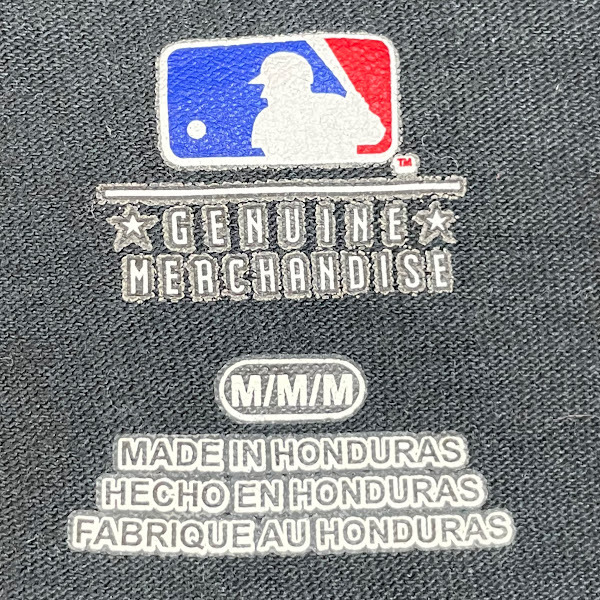 TM
GENUINE
MERCHANDISE
M/M/M
MADE IN HONDURAS
HECHO EN HONDURAS
FABRIQUE AU HONDURAS